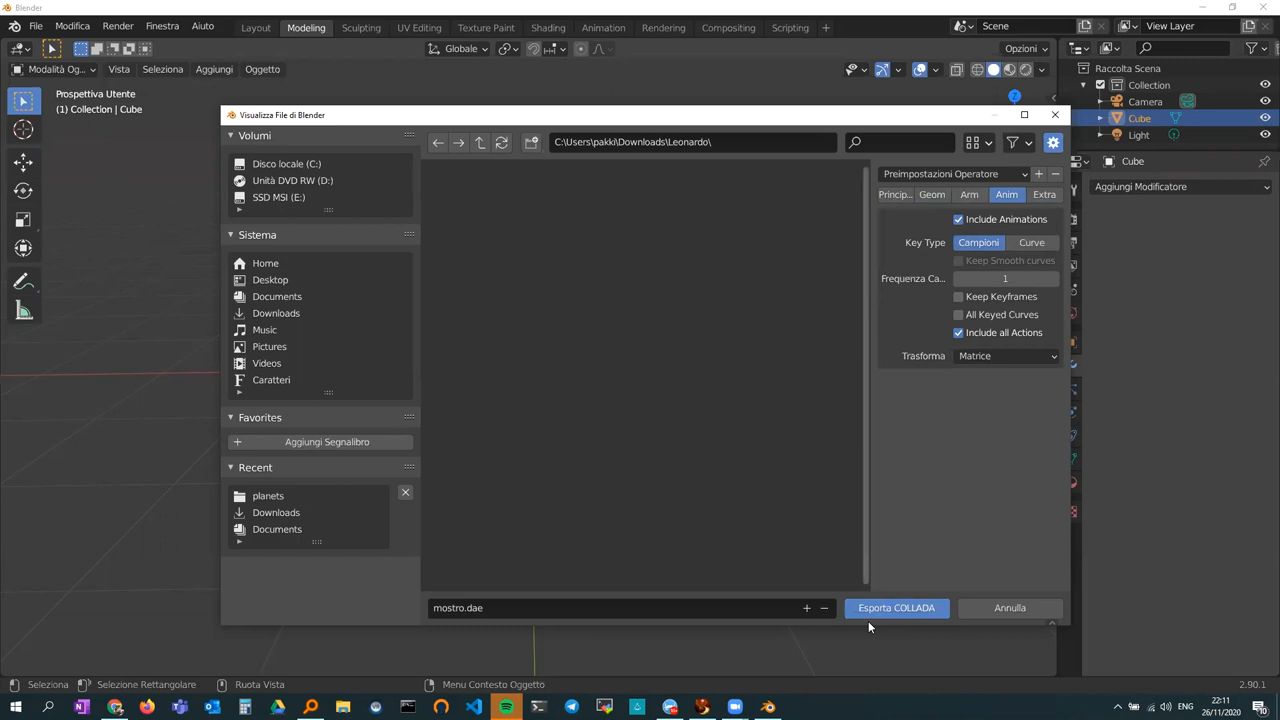 Blender
File Modifica Render Finestra Aiuto Layout Modeling Sculpting UV Editing Texture Paint Shading Animation Rendering Compositing Scripting + Scene View Layer
Globale Opzioni
Modalità Og... Vista Seleziona Aggiungi Oggetto
Prospettiva Utente
(1) Collection | Cube
Z
Raccolta Scena
Collection
Camera
Cube
Light
Cube
Aggiungi Modificatore
Visualizza File di Blender
Volumi
Disco locale (C:)
Unità DVD RW (D:)
SSD MSI (E:)
Sistema
Home
Desktop
Documents
Downloads
Music
Pictures
Videos
Caratteri
Favorites
+ Aggiungi Segnalibro
Recent
planets
Downloads
Documents
C:\Users\pakki\Downloads\Leonardo\
Preimpostazioni Operatore + −
Princip... Geom Arm Anim Extra
Include Animations
Key Type Campioni Curve
Keep Smooth curves
Frequenza Ca... 1
Keep Keyframes
All Keyed Curves
Include all Actions
Trasforma Matrice
mostro.dae + − Esporta COLLADA Annulla
Seleziona Selezione Rettangolare Ruota Vista Menu Contesto Oggetto 2.90.1
22:11
26/11/2020